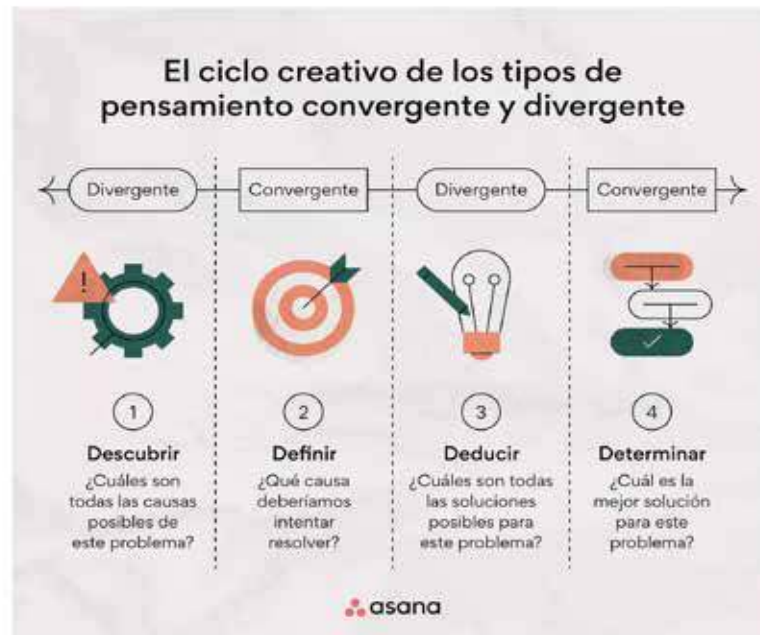 El ciclo creativo de los tipos de
pensamiento convergente y divergente
Divergente
Convergente
Divergente
Convergente
!
1
Descubrir
¿Cuáles son
todas las causas
posibles de
este problema?
2
Definir
¿Qué causa
deberíamos
intentar
resolver?
3
Deducir
¿Cuáles son todas
las soluciones
posibles para
este problema?
4
Determinar
¿Cuál es la
mejor solución
para este
problema?
asana